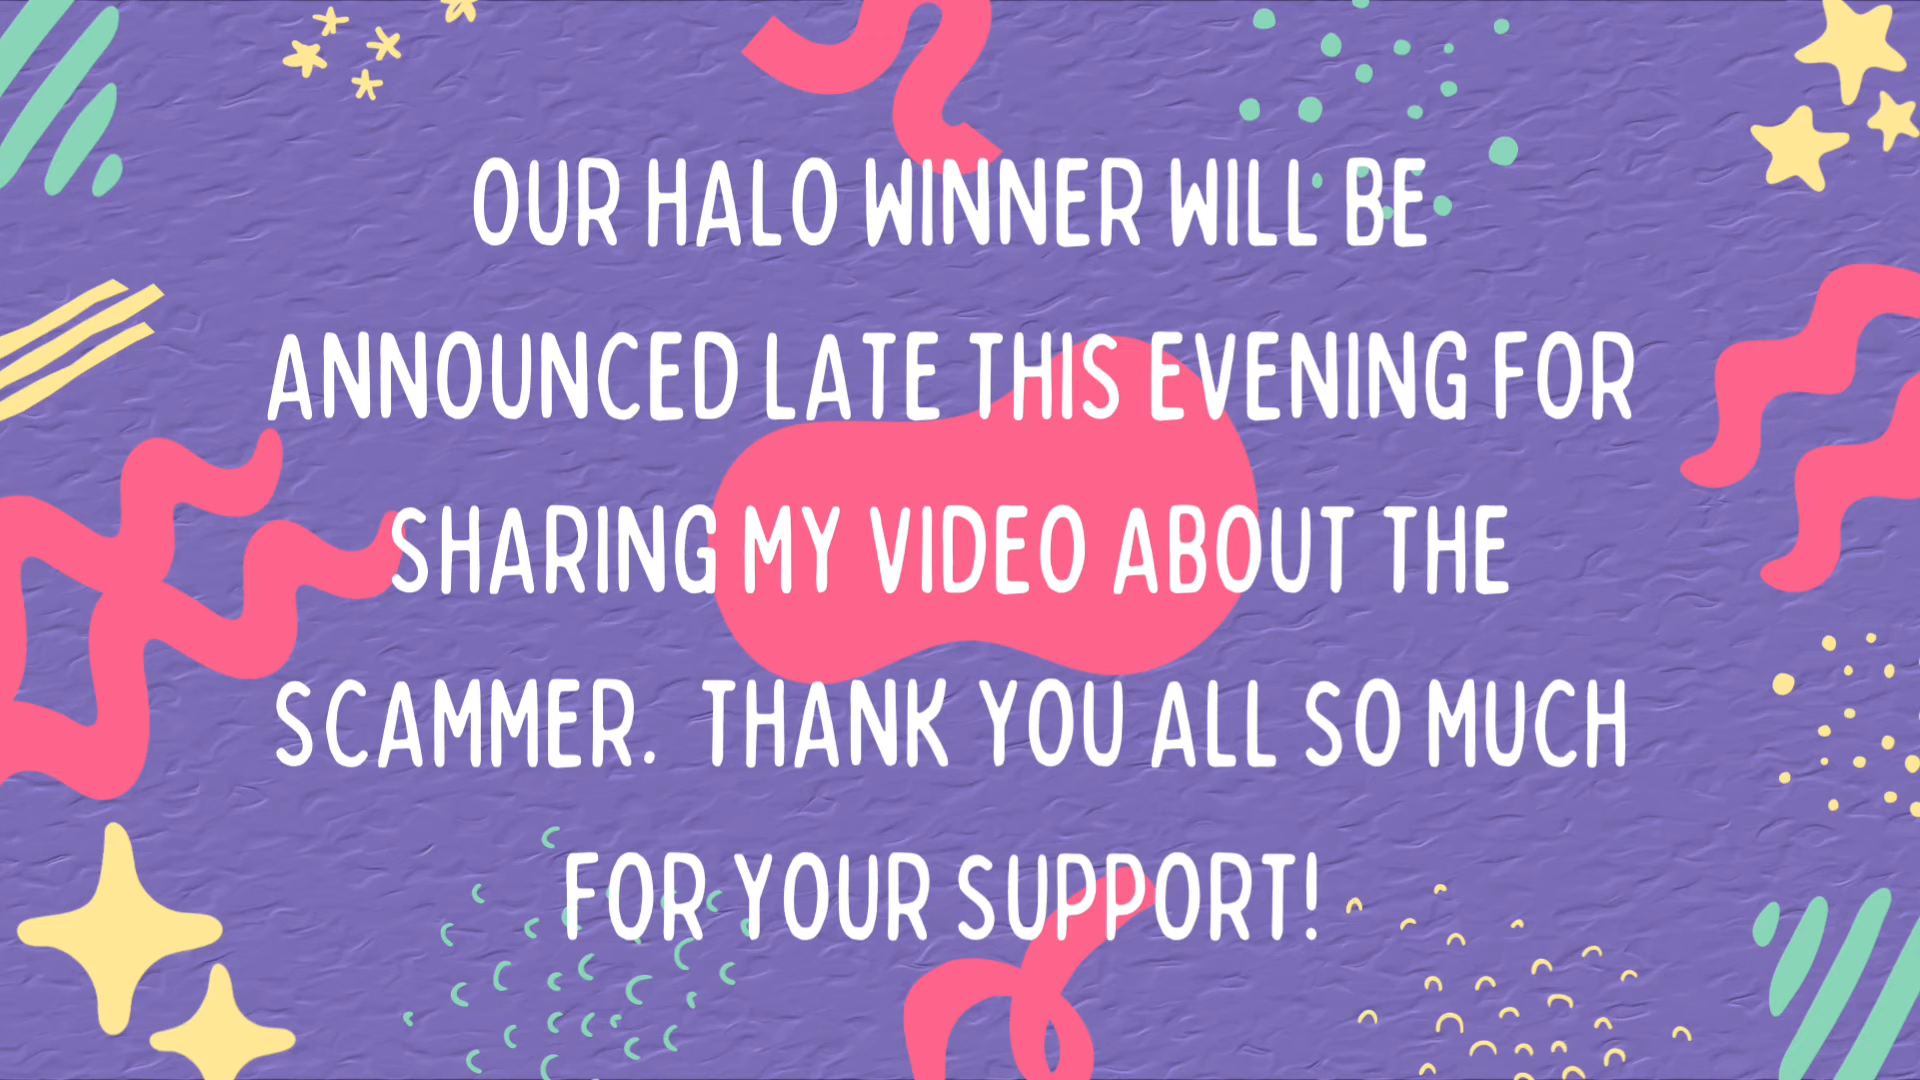 OUR HALO WINNER WILL BE
ANNOUNCED LATE THIS EVENING FOR
SHARING MY VIDEO ABOUT THE
SCAMMER. THANK YOU ALL SO MUCH
FOR YOUR SUPPORT!